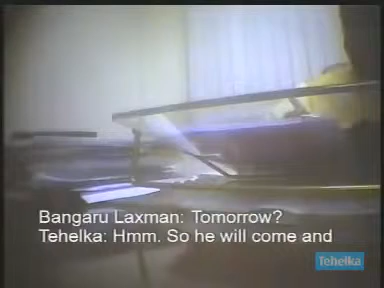 Bangaru Laxman: Tomorrow?
Tehelka: Hmm. So he will come and
Tehelka